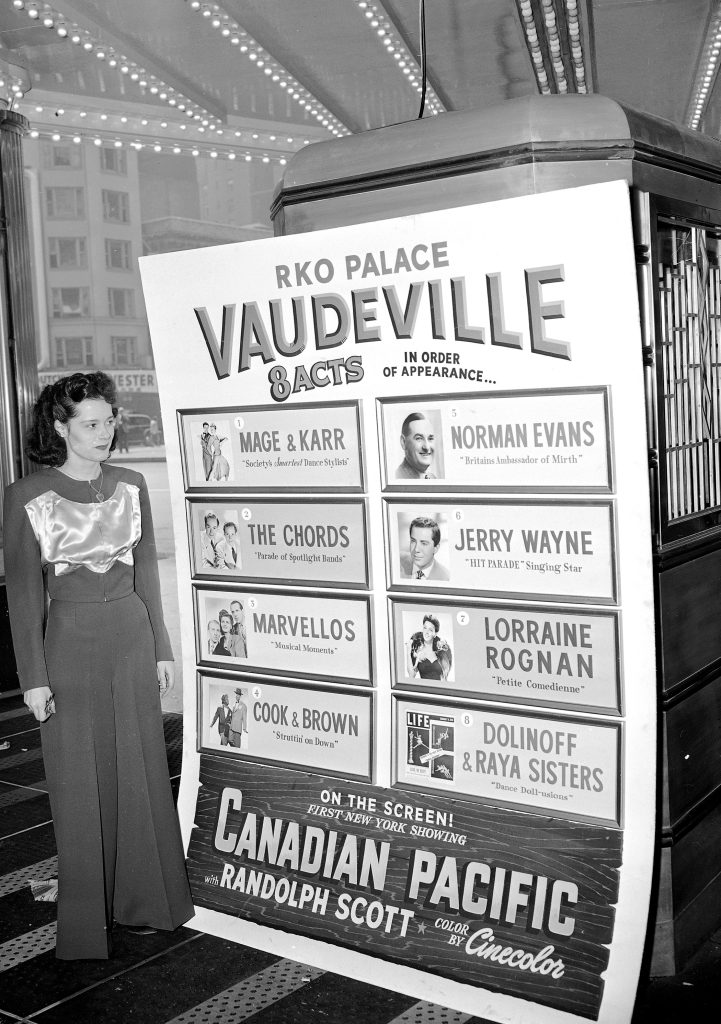 RKO PALACE
VAUDEVILLE
8 ACTS
IN ORDER
OF APPEARANCE...
1
MAGE & KARR
"Society's Smartest Dance Stylists"
2
THE CHORDS
"Parade of Spotlight Bands"
3
MARVELLOS
"Musical Moments"
4
COOK & BROWN
"Struttin' on Down"
5
NORMAN EVANS
"Britains Ambassador of Mirth"
6
JERRY WAYNE
"HIT PARADE" Singing Star
7
LORRAINE
ROGNAN
"Petite Comedienne"
8
LIFE
DOLINOFF
& RAYA SISTERS
"Dance Doll-usions"
ON THE SCREEN!
FIRST NEW YORK SHOWING
CANADIAN PACIFIC
with RANDOLPH SCOTT
COLOR
BY Cinecolor